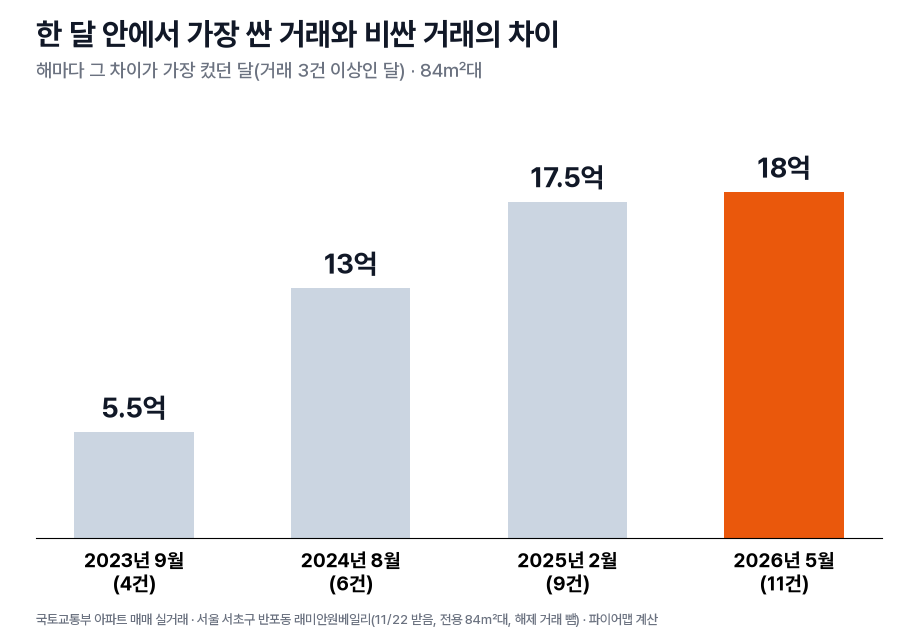 한 달 안에서 가장 싼 거래와 비싼 거래의 차이
해마다 그 차이가 가장 컸던 달(거래 3건 이상인 달) · 84m²대
5.5억
13억
17.5억
18억
2023년 9월
(4건)
2024년 8월
(6건)
2025년 2월
(9건)
2026년 5월
(11건)
국토교통부 아파트 매매 실거래 · 서울 서초구 반포동 래미안원베일리(11/22 받음, 전용 84m²대, 해제 거래 뺌) · 파이어맵 계산